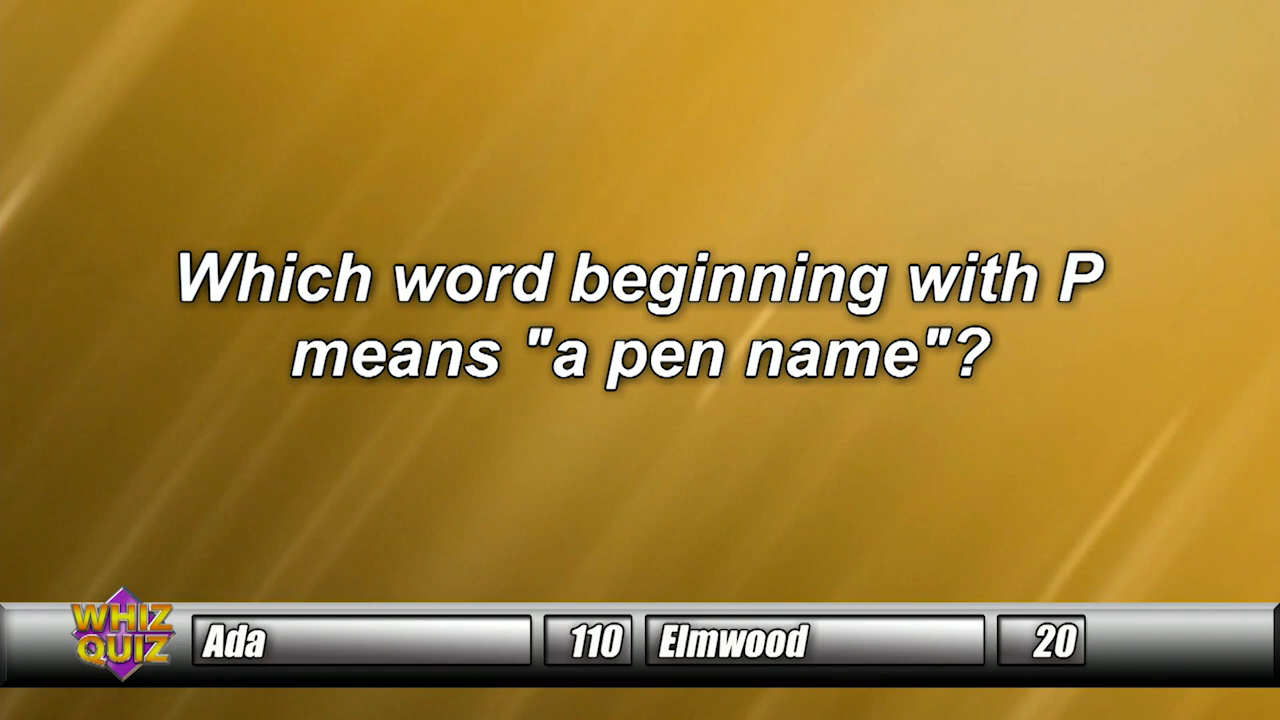 Which word beginning with P
means "a pen name"?
WHIZ
QUIZ
Ada 110 Elmwood 20